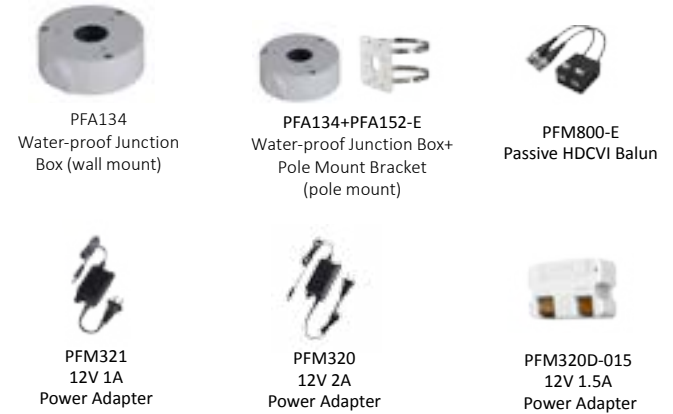 PFA134
Water-proof Junction
Box (wall mount)
PFA134+PFA152-E
Water-proof Junction Box+
Pole Mount Bracket
(pole mount)
PFM800-E
Passive HDCVI Balun
PFM321
12V 1A
Power Adapter
PFM320
12V 2A
Power Adapter
PFM320D-015
12V 1.5A
Power Adapter